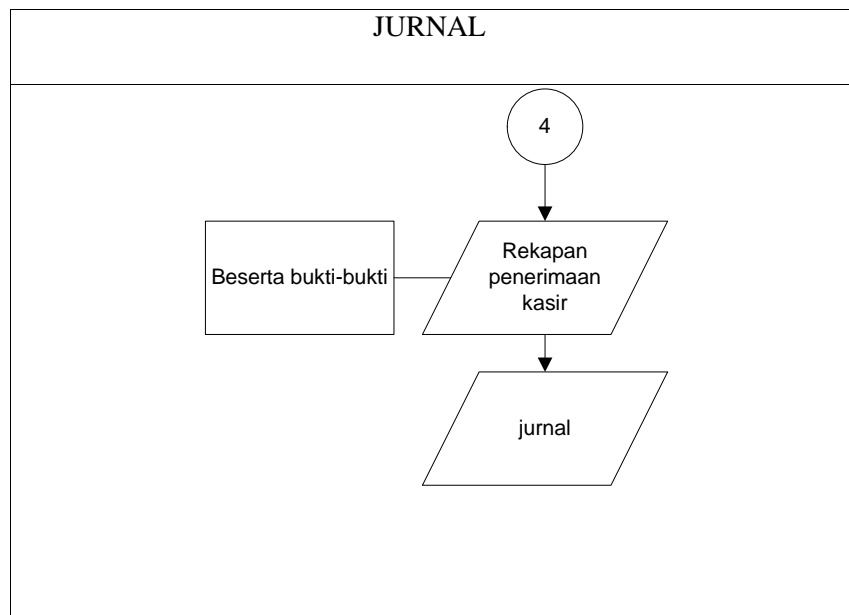 JURNAL
4
Beserta bukti-bukti
Rekapan
penerimaan
kasir
jurnal